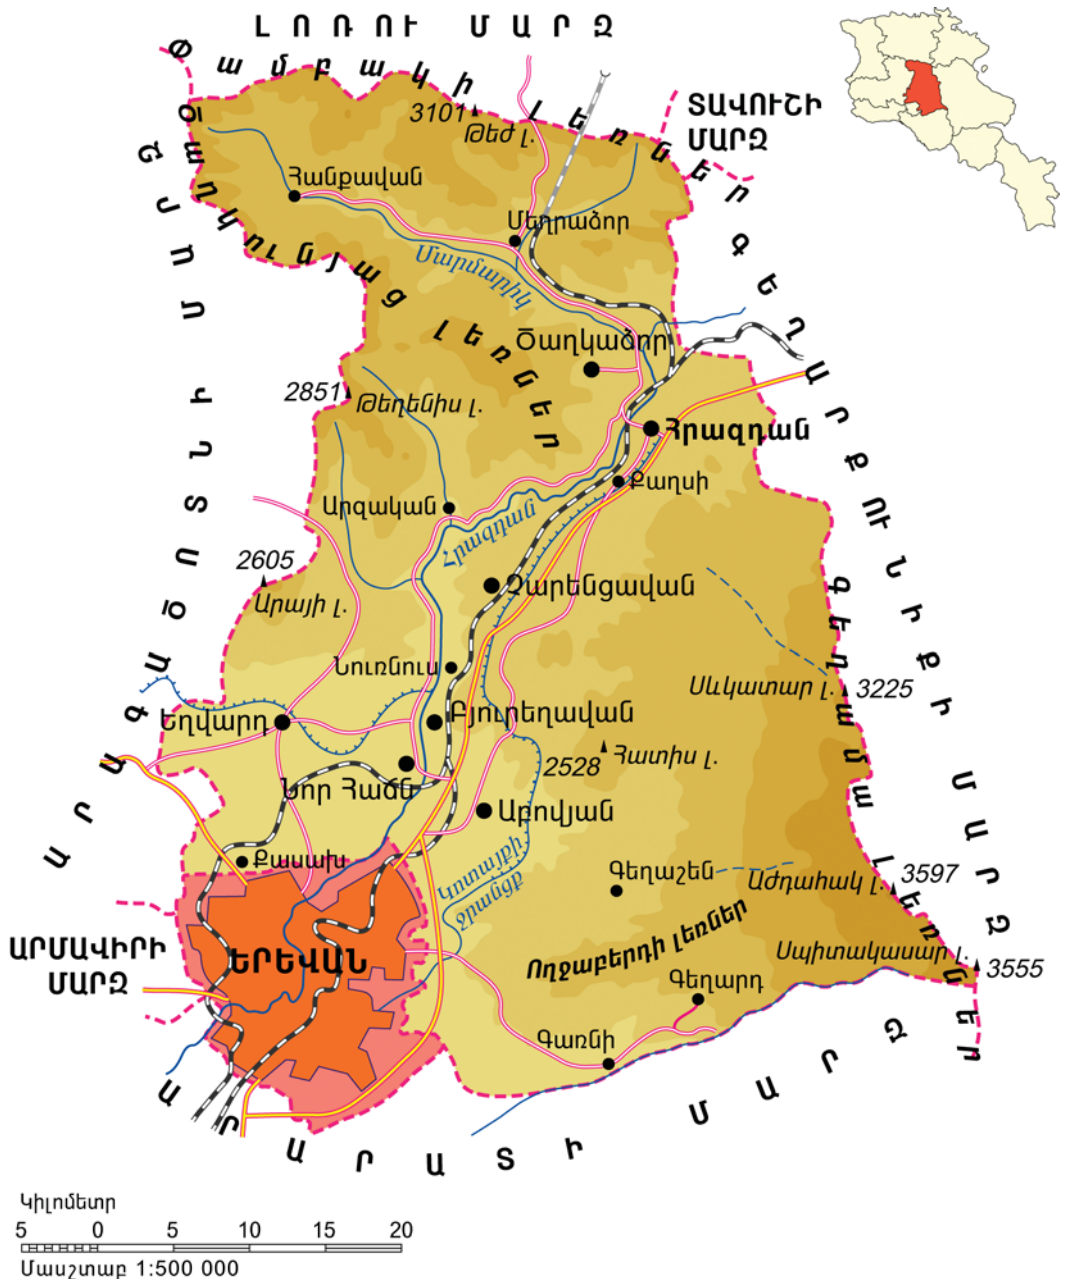 ԼՈՌՈՒ ՄԱՐԶ
Փամբակի Լեռներ
3101
Թեժ լ.
ՏԱՎՈՒՇԻ
ՄԱՐԶ
Հանքավան
Մեղրաձոր
Մարմարիկ
Ծաղկունյաց Լեռներ
Ծաղկաձոր
ԳԵՂԱՐՔՈՒՆԻՔԻ ՄԱՐԶ
2851
Թեղենիս լ.
Հրազդան
Քաղսի
Արզական
Հրազդան
ԱՐԱԳԱԾՈՏՆԻ ՄԱՐԶ
2605
Արայի լ.
Չարենցավան
Նուռնուս
Գեղամա Լեռներ
Սևկատար լ.
3225
Եղվարդ
Բյուրեղավան
2528
Հատիս լ.
Նոր Հաճն
Աբովյան
Քասախ
Կոտայքի
ջրանցք
Գեղաշեն
Աժդահակ լ.
3597
Ողջաբերդի լեռներ
ԱՐՄԱՎԻՐԻ
ՄԱՐԶ
ԵՐԵՎԱՆ
Սպիտակասար լ.
3555
Գեղարդ
Գառնի
ԱՐԱՐԱՏԻ ՄԱՐԶ
Կիլոմետր
5 0 5 10 15 20
Մասշտաբ 1:500 000